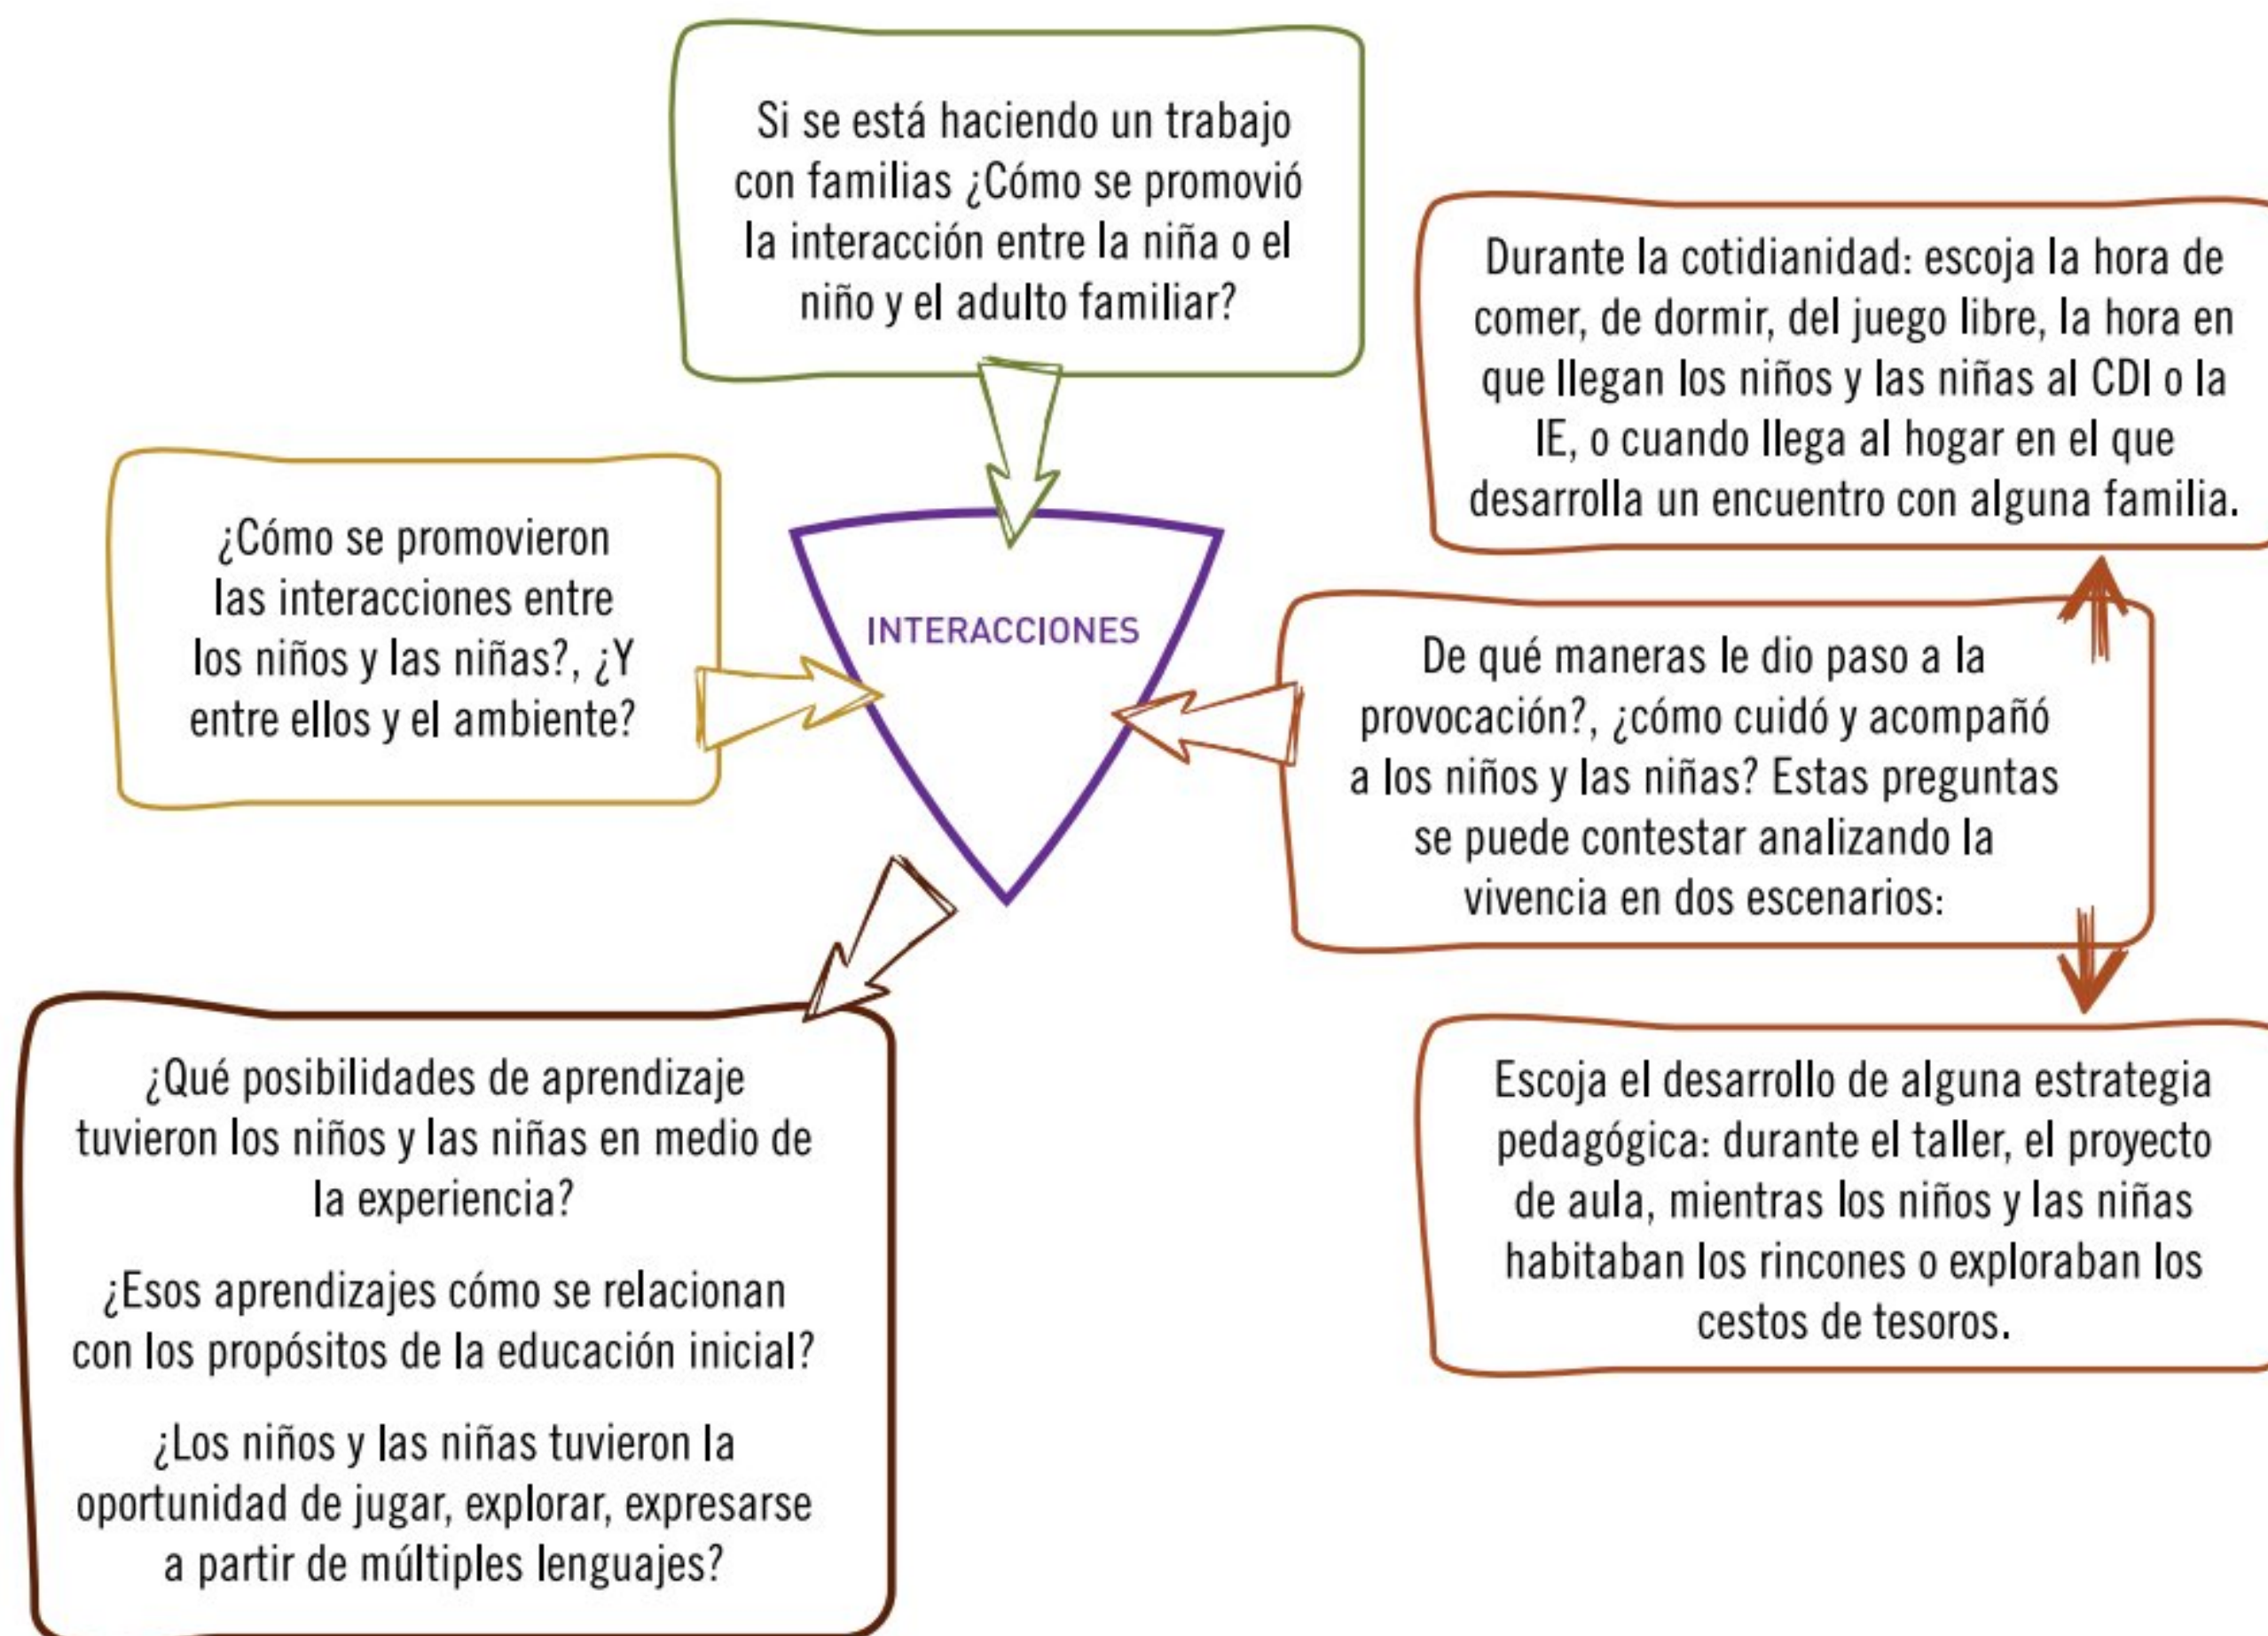 Si se está haciendo un trabajo
con familias ¿Cómo se promovió
la interacción entre la niña o el
niño y el adulto familiar?
Durante la cotidianidad: escoja la hora de
comer, de dormir, del juego libre, la hora en
que llegan los niños y las niñas al CDI o la
IE, o cuando llega al hogar en el que
desarrolla un encuentro con alguna familia.
¿Cómo se promovieron
las interacciones entre
los niños y las niñas?, ¿Y
entre ellos y el ambiente?
INTERACCIONES
De qué maneras le dio paso a la
provocación?, ¿cómo cuidó y acompañó
a los niños y las niñas? Estas preguntas
se puede contestar analizando la
vivencia en dos escenarios:
¿Qué posibilidades de aprendizaje
tuvieron los niños y las niñas en medio de
la experiencia?
¿Esos aprendizajes cómo se relacionan
con los propósitos de la educación inicial?
¿Los niños y las niñas tuvieron la
oportunidad de jugar, explorar, expresarse
a partir de múltiples lenguajes?
Escoja el desarrollo de alguna estrategia
pedagógica: durante el taller, el proyecto
de aula, mientras los niños y las niñas
habitaban los rincones o exploraban los
cestos de tesoros.